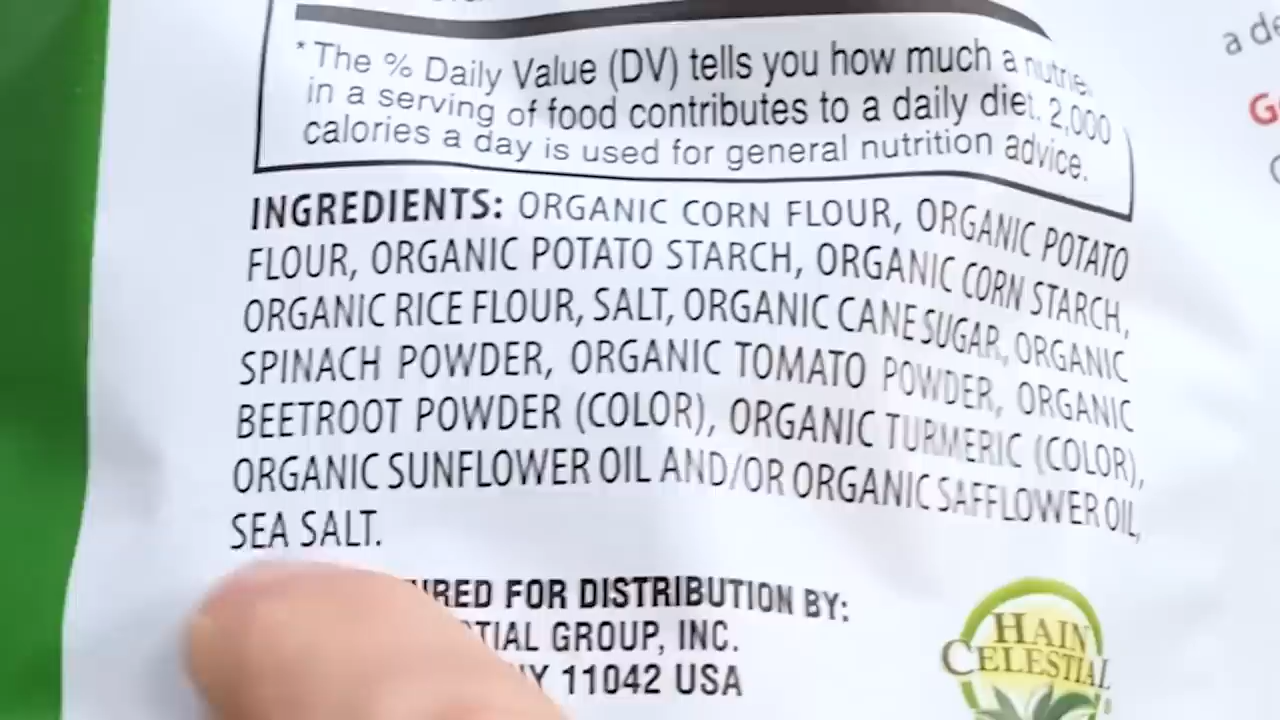 * The % Daily Value (DV) tells you how much a
in a serving of food contributes to a daily diet. 2,000
calories a day is used for general nutrition advice.
INGREDIENTS: ORGANIC CORN FLOUR, ORGANIC POTATO
FLOUR, ORGANIC POTATO STARCH, ORGANIC CORN STARCH,
ORGANIC RICE FLOUR, SALT, ORGANIC CANE SUGAR, ORGANIC
SPINACH POWDER, ORGANIC TOMATO POWDER, ORGANIC
BEETROOT POWDER (COLOR), ORGANIC TURMERIC (COLOR),
ORGANIC SUNFLOWER OIL AND/OR ORGANIC SAFFLOWER OIL,
SEA SALT.
FOR DISTRIBUTION BY:
GROUP, INC.
11042 USA
HAIN
CELESTIAL
a